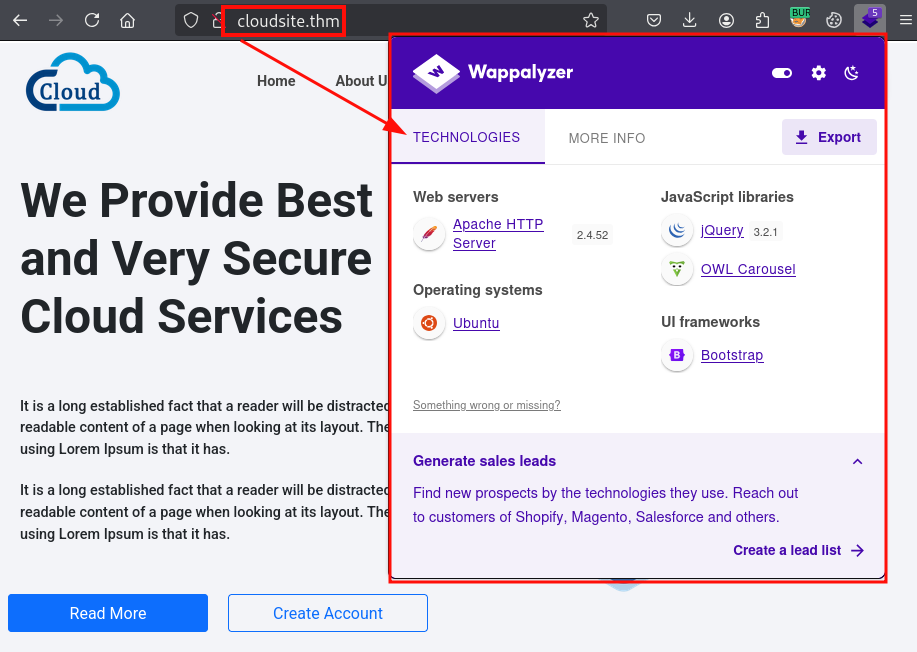 cloudsite.thm
BUR
5
Cloud
Home
About U
We Provide Best
and Very Secure
Cloud Services
It is a long established fact that a reader will be distracted
readable content of a page when looking at its layout. The
using Lorem Ipsum is that it has.
It is a long established fact that a reader will be distracted
readable content of a page when looking at its layout. The
using Lorem Ipsum is that it has.
Read More
Create Account
Wappalyzer
TECHNOLOGIES
MORE INFO
Export
Web servers
Apache HTTP
Server
2.4.52
Operating systems
Ubuntu
JavaScript libraries
jQuery
3.2.1
OWL Carousel
UI frameworks
B
Bootstrap
Something wrong or missing?
Generate sales leads
Find new prospects by the technologies they use. Reach out
to customers of Shopify, Magento, Salesforce and others.
Create a lead list